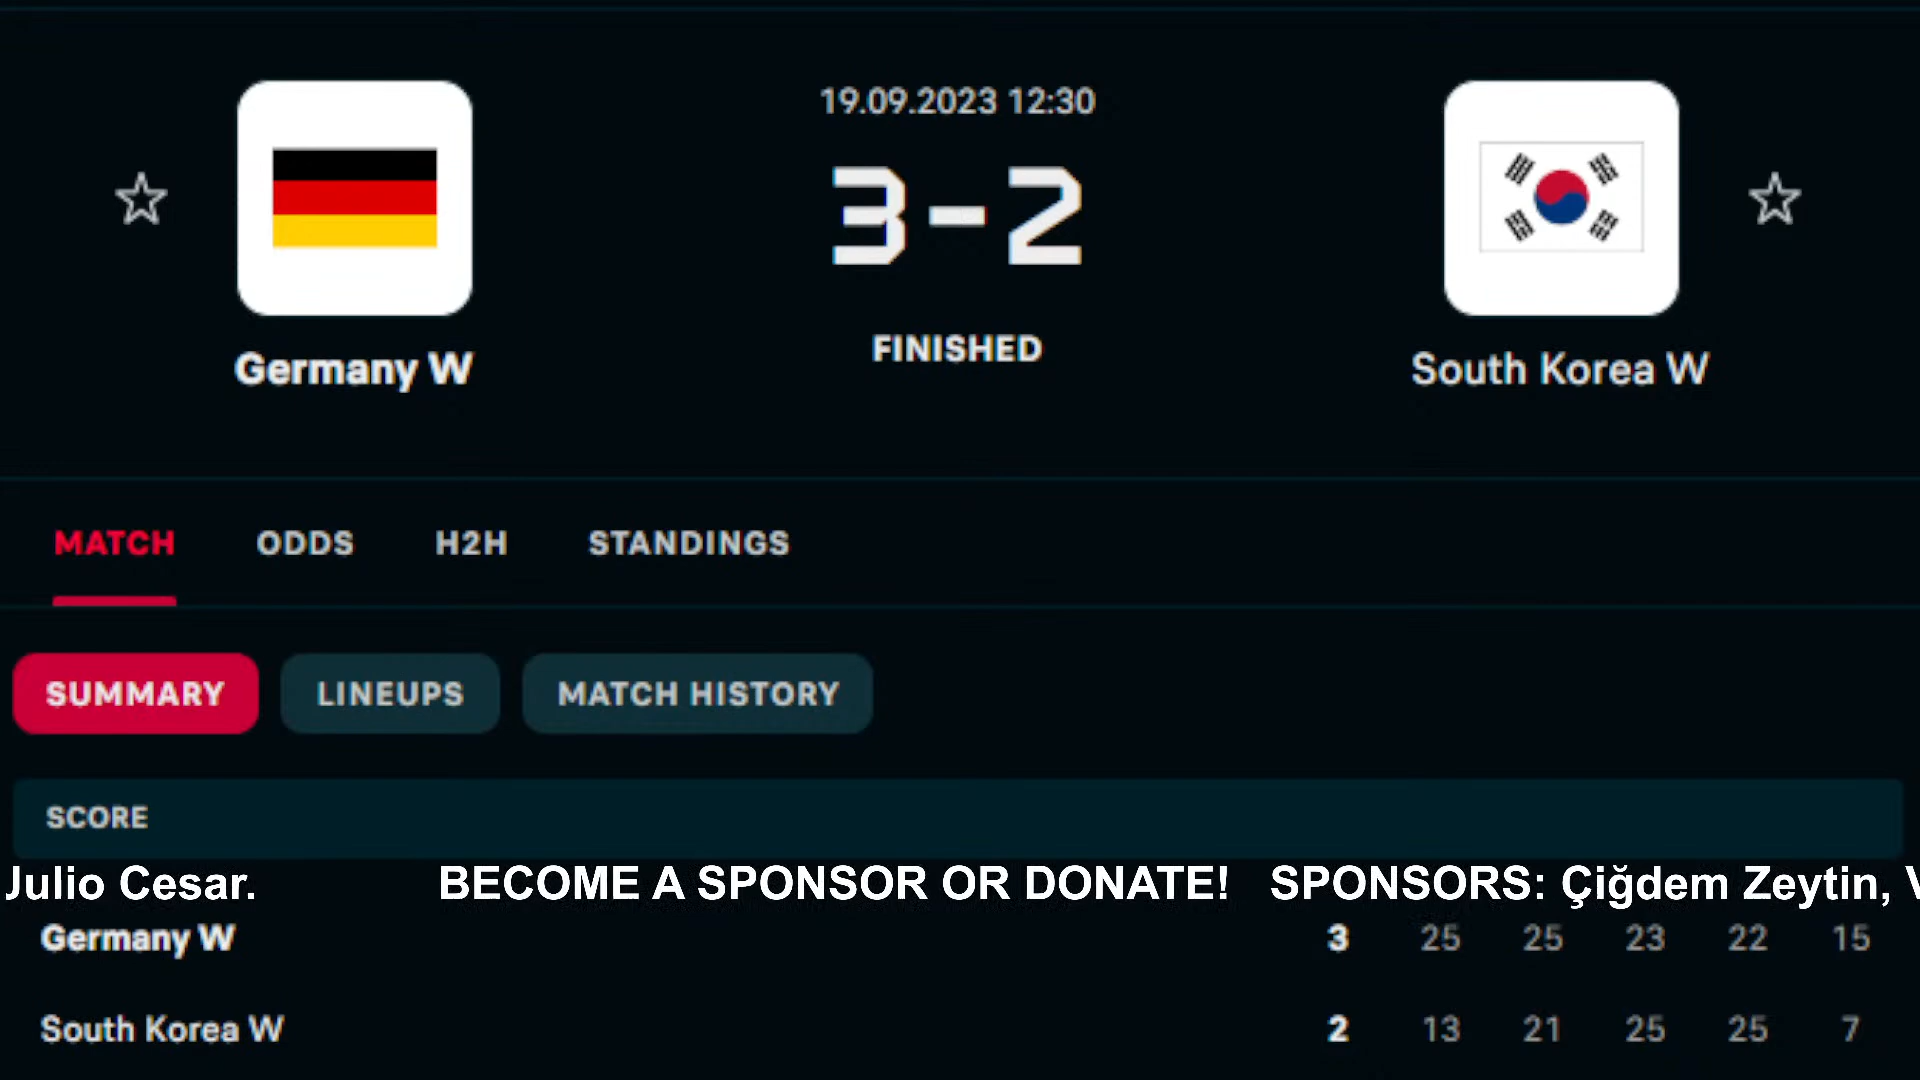 19.09.2023 12:30
3-2
FINISHED
Germany W
South Korea W
MATCH ODDS H2H STANDINGS
SUMMARY LINEUPS MATCH HISTORY
SCORE
Julio Cesar. BECOME A SPONSOR OR DONATE! SPONSORS: Çiğdem Zeytin, V
Germany W 3 25 25 23 22 15
South Korea W 2 13 21 25 25 7